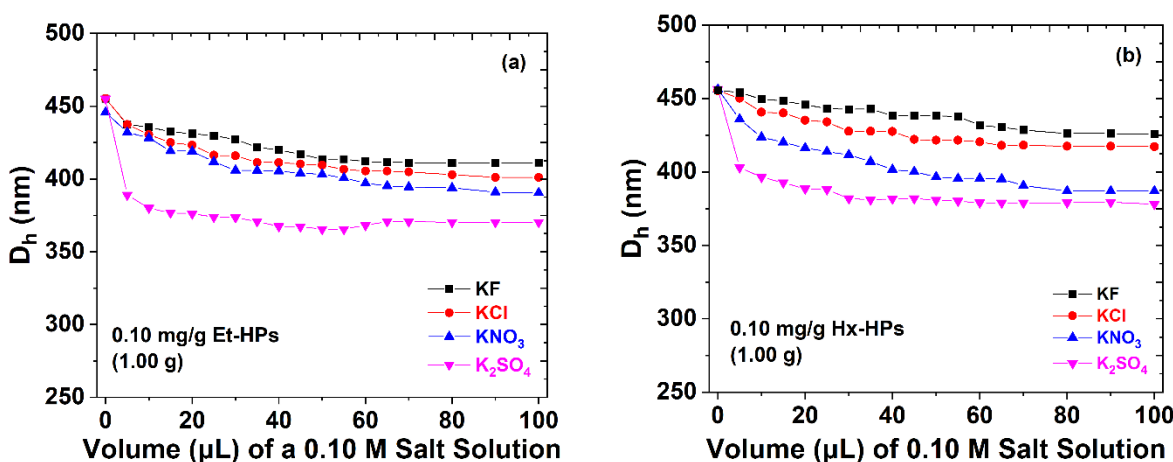 500
450
400
350
300
250
D_h (nm)
(a)
KF
KCl
KNO₃
K₂SO₄
0.10 mg/g Et-HPs
(1.00 g)
0 20 40 60 80 100
Volume (µL) of a 0.10 M Salt Solution
500
450
400
350
300
250
D_h (nm)
(b)
KF
KCl
KNO₃
K₂SO₄
0.10 mg/g Hx-HPs
(1.00 g)
0 20 40 60 80 100
Volume (µL) of 0.10 M Salt Solution